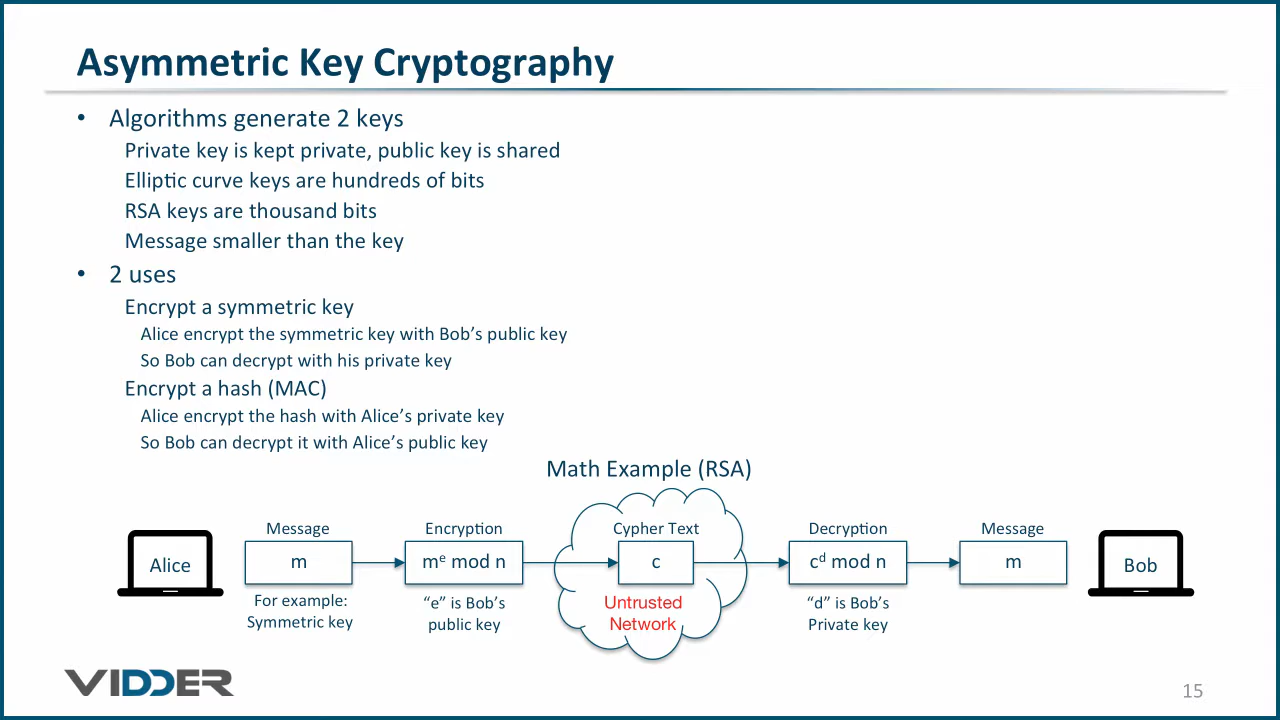 Asymmetric Key Cryptography
• Algorithms generate 2 keys
Private key is kept private, public key is shared
Elliptic curve keys are hundreds of bits
RSA keys are thousand bits
Message smaller than the key
• 2 uses
Encrypt a symmetric key
Alice encrypt the symmetric key with Bob’s public key
So Bob can decrypt with his private key
Encrypt a hash (MAC)
Alice encrypt the hash with Alice’s private key
So Bob can decrypt it with Alice’s public key
Math Example (RSA)
Message
Encryption
Cypher Text
Decryption
Message
Alice
m
mᵉ mod n
c
cᵈ mod n
m
Bob
For example:
Symmetric key
“e” is Bob’s
public key
Untrusted
Network
“d” is Bob’s
Private key
VIDDER
15